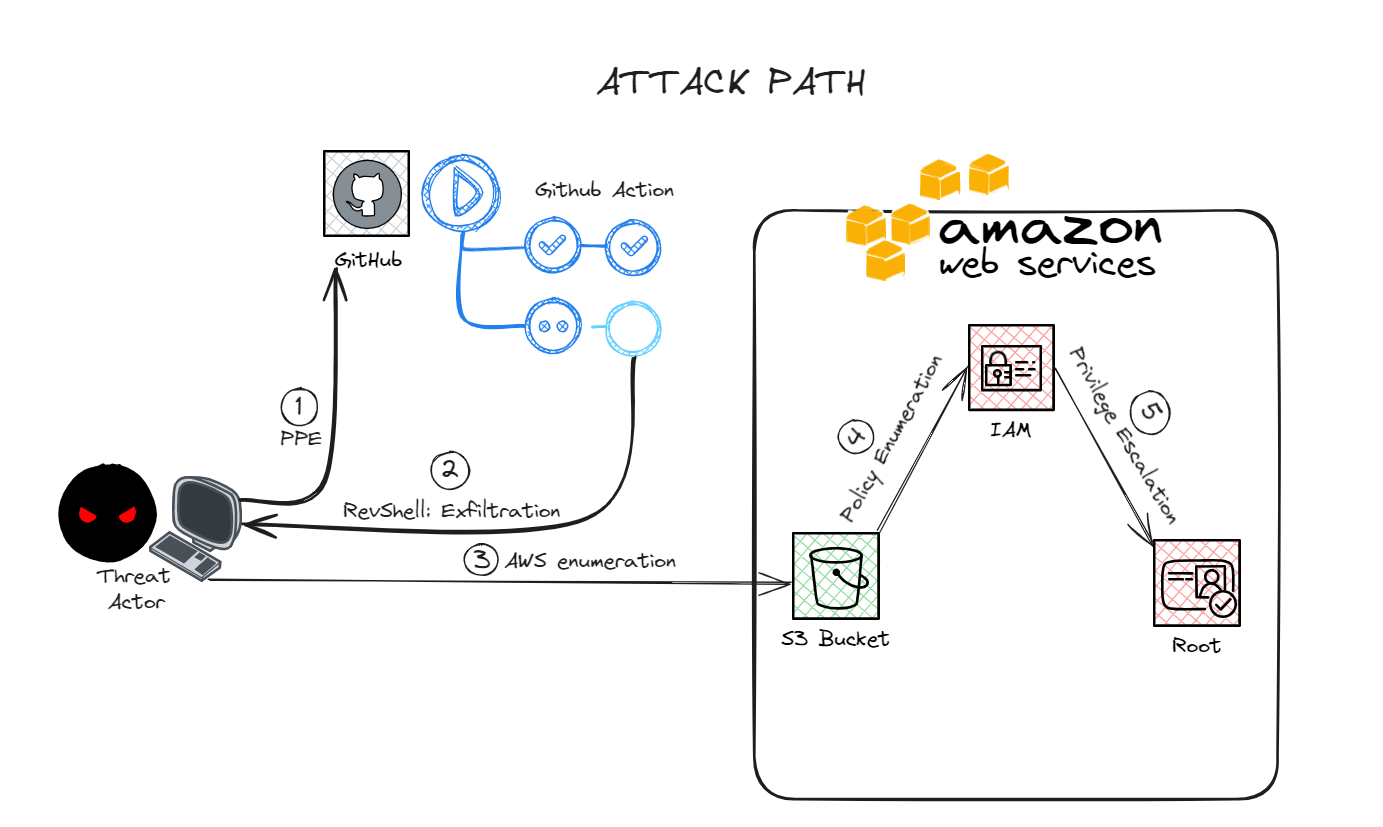 ATTACK PATH
Github Action
GitHub
amazon
web services
1
PPE
2
RevShell: Exfiltration
3 AWS enumeration
Threat
Actor
S3 Bucket
4
Policy Enumeration
IAM
Privilege Escalation
5
Root